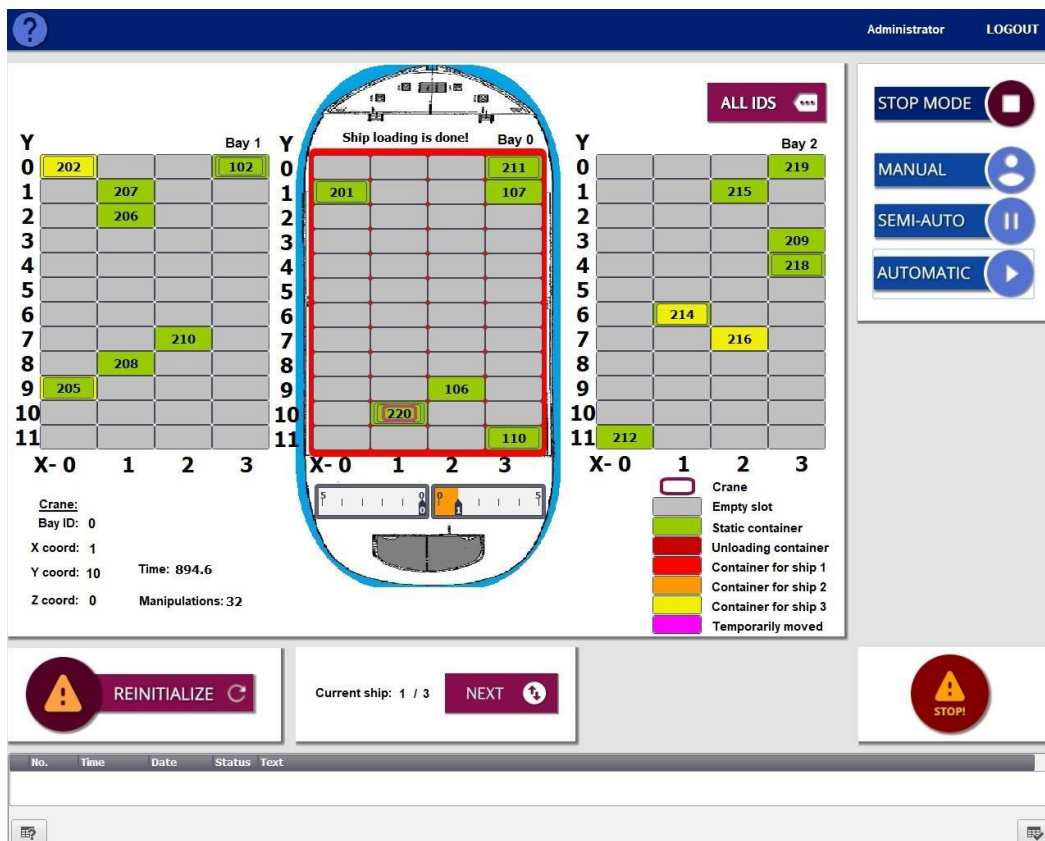 ?
Administrator LOGOUT
ALL IDS
STOP MODE
MANUAL
SEMI-AUTO
AUTOMATIC
Y Bay 1
0 202 102
1 207
2 206
3
4
5
6
7 210
8 208
9 205
10
11
X- 0 1 2 3
Y Ship loading is done! Bay 0
0 211
1 201 107
2
3
4
5
6
7
8
9 106
10 220
11 110
X- 0 1 2 3
5 0 0
0 5 1
Y Bay 2
0 219
1 215
2
3 209
4 218
5
6 214
7 216
8
9
10
11 212
X- 0 1 2 3
Crane:
Bay ID: 0
X coord: 1
Y coord: 10 Time: 894.6
Z coord: 0 Manipulations: 32
Crane
Empty slot
Static container
Unloading container
Container for ship 1
Container for ship 2
Container for ship 3
Temporarily moved
REINITIALIZE
Current ship: 1 / 3 NEXT
STOP!
No. Time Date Status Text